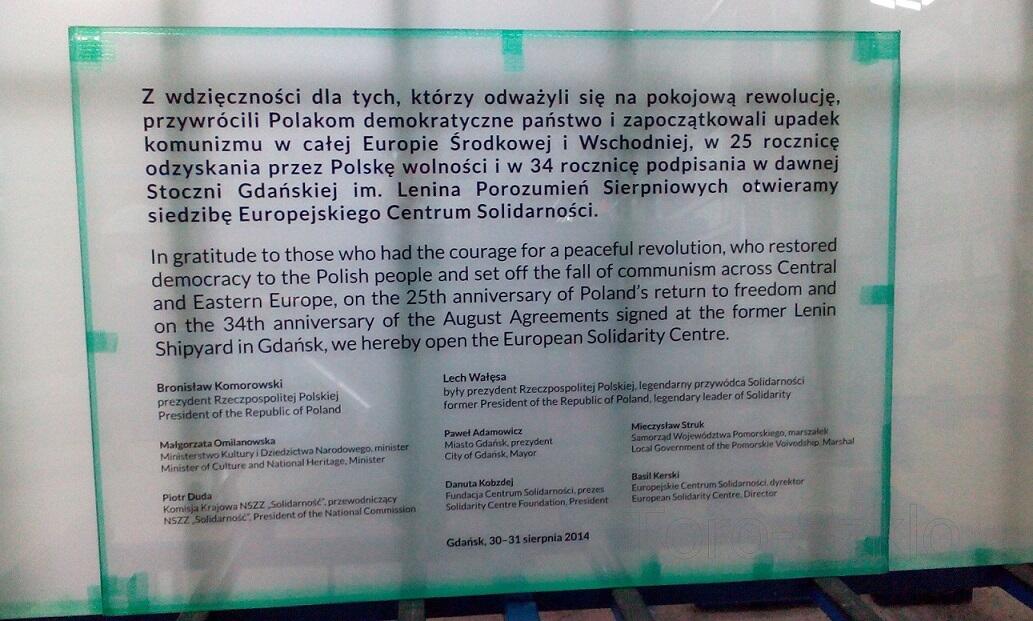 Z wdzięczności dla tych, którzy odważyli się na pokojową rewolucję,
przywrócili Polakom demokratyczne państwo i zapoczątkowali upadek
komunizmu w całej Europie Środkowej i Wschodniej, w 25 rocznicę
odzyskania przez Polskę wolności i w 34 rocznicę podpisania w dawnej
Stoczni Gdańskiej im. Lenina Porozumień Sierpniowych otwieramy
siedzibę Europejskiego Centrum Solidarności.
In gratitude to those who had the courage for a peaceful revolution, who restored
democracy to the Polish people and set off the fall of communism across Central
and Eastern Europe, on the 25th anniversary of Poland's return to freedom and
on the 34th anniversary of the August Agreements signed at the former Lenin
Shipyard in Gdańsk, we hereby open the European Solidarity Centre.
Bronisław Komorowski
prezydent Rzeczpospolitej Polskiej
President of the Republic of Poland
Lech Wałęsa
były prezydent Rzeczpospolitej Polskiej, legendarny przywódca Solidarności
former President of the Republic of Poland, legendary leader of Solidarity
Małgorzata Omilanowska
Ministerstwo Kultury i Dziedzictwa Narodowego, minister
Minister of Culture and National Heritage, Minister
Paweł Adamowicz
Miasto Gdańsk, prezydent
City of Gdańsk, Mayor
Mieczysław Struk
Samorząd Województwa Pomorskiego, marszałek
Local Government of the Pomorskie Voivodship, Marshal
Piotr Duda
Komisja Krajowa NSZZ „Solidarność”, przewodniczący
NSZZ „Solidarność”, President of the National Commission
Danuta Kobzdej
Fundacja Centrum Solidarności, prezes
Solidarity Centre Foundation, President
Basil Kerski
Europejskie Centrum Solidarności, dyrektor
European Solidarity Centre, Director
Gdańsk, 30–31 sierpnia 2014